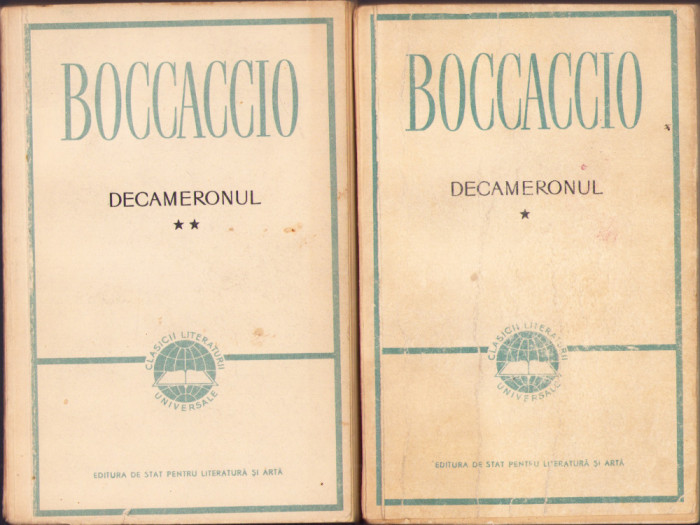 BOCCACCIO
DECAMERONUL
★★
CLASICII LITERATURII
UNIVERSALE
EDITURA DE STAT PENTRU LITERATURĂ ȘI ARTĂ
BOCCACCIO
DECAMERONUL
★
CLASICII LITERATURII
UNIVERSALE
EDITURA DE STAT PENTRU LITERATURĂ ȘI ARTĂ